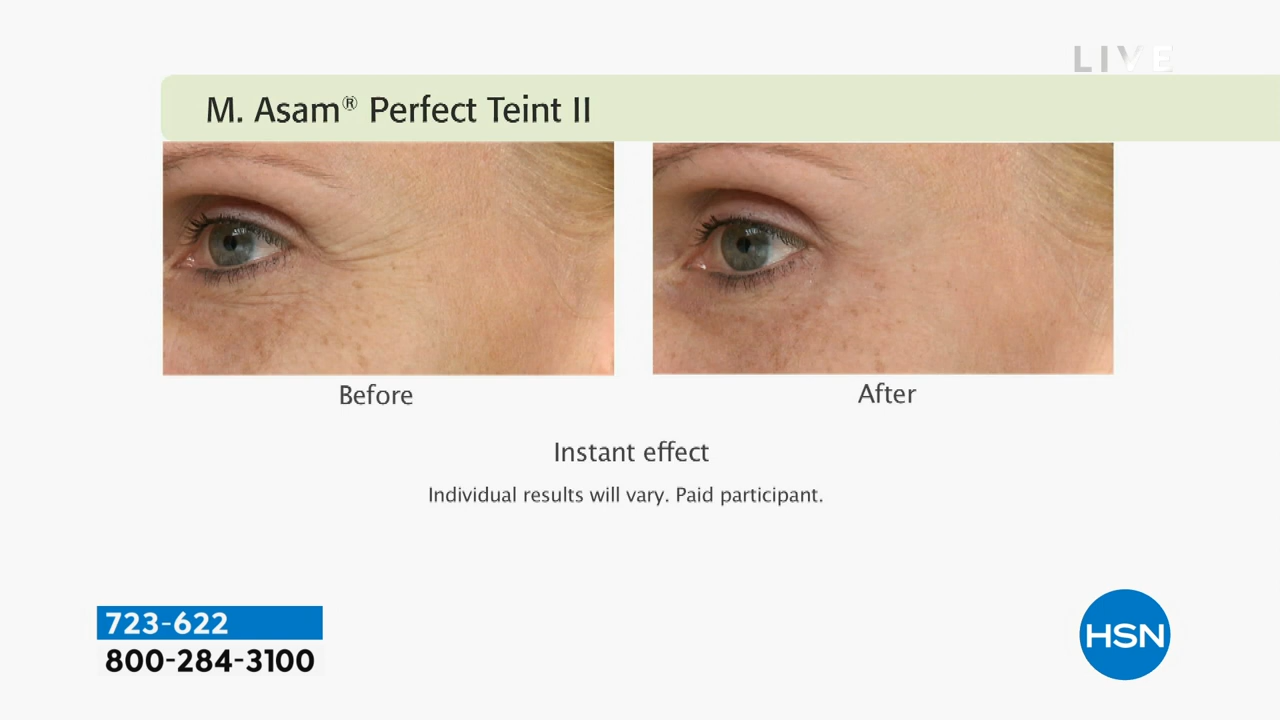 LIVE
M. Asam® Perfect Teint II
Before
After
Instant effect
Individual results will vary. Paid participant.
723-622
800-284-3100
HSN